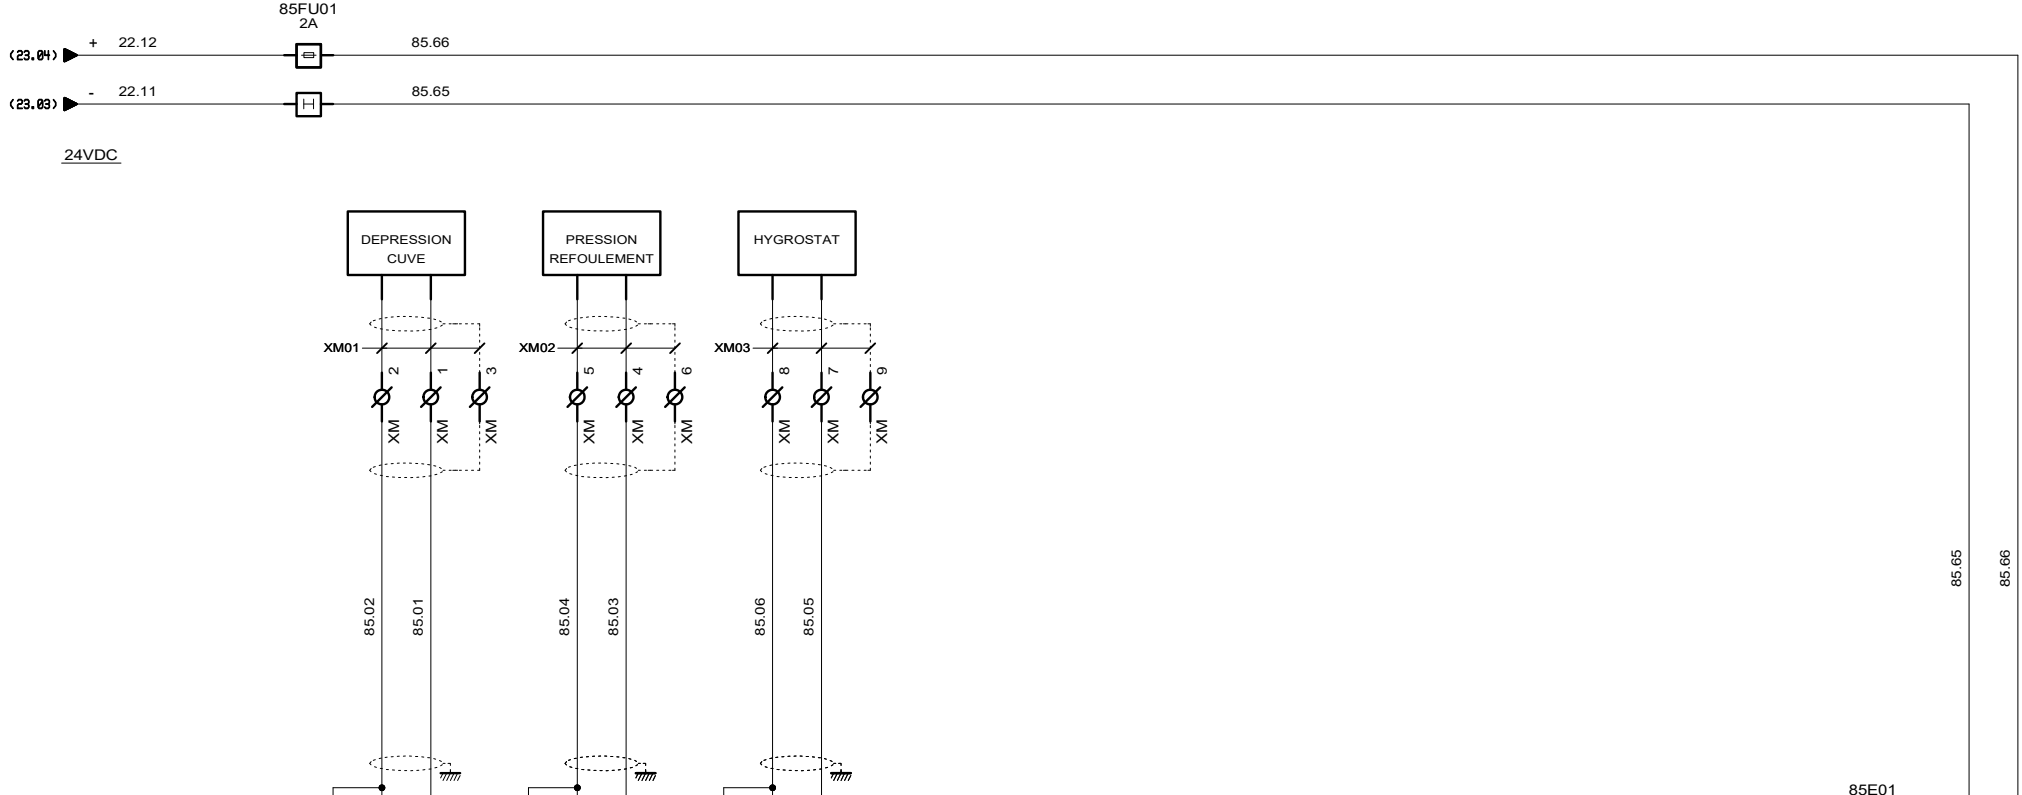 85FU01
2A
+ 22.12 85.66
(23.04)
- 22.11 85.65
(23.03)
24VDC
DEPRESSION
CUVE
PRESSION
REFOULEMENT
HYGROSTAT
XM01 XM02 XM03
2 1 3 5 4 6 8 7 9
XM XM XM XM XM XM XM XM XM
85.65 85.66
85.02 85.01 85.04 85.03 85.06 85.05
85E01